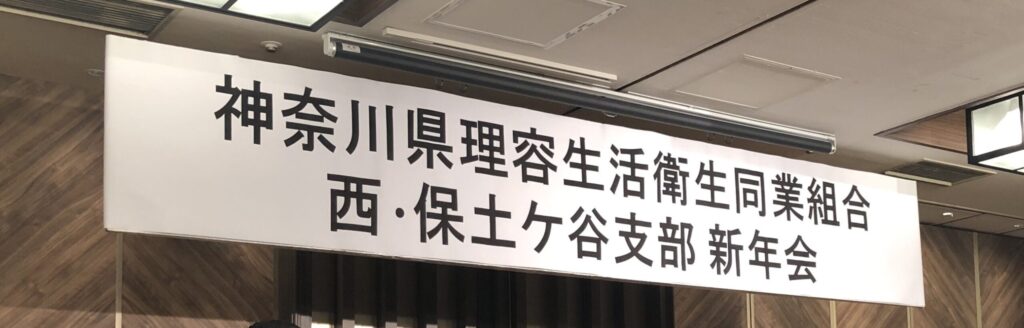 神奈川県理容生活衛生同業組合
西・保土ケ谷支部 新年会